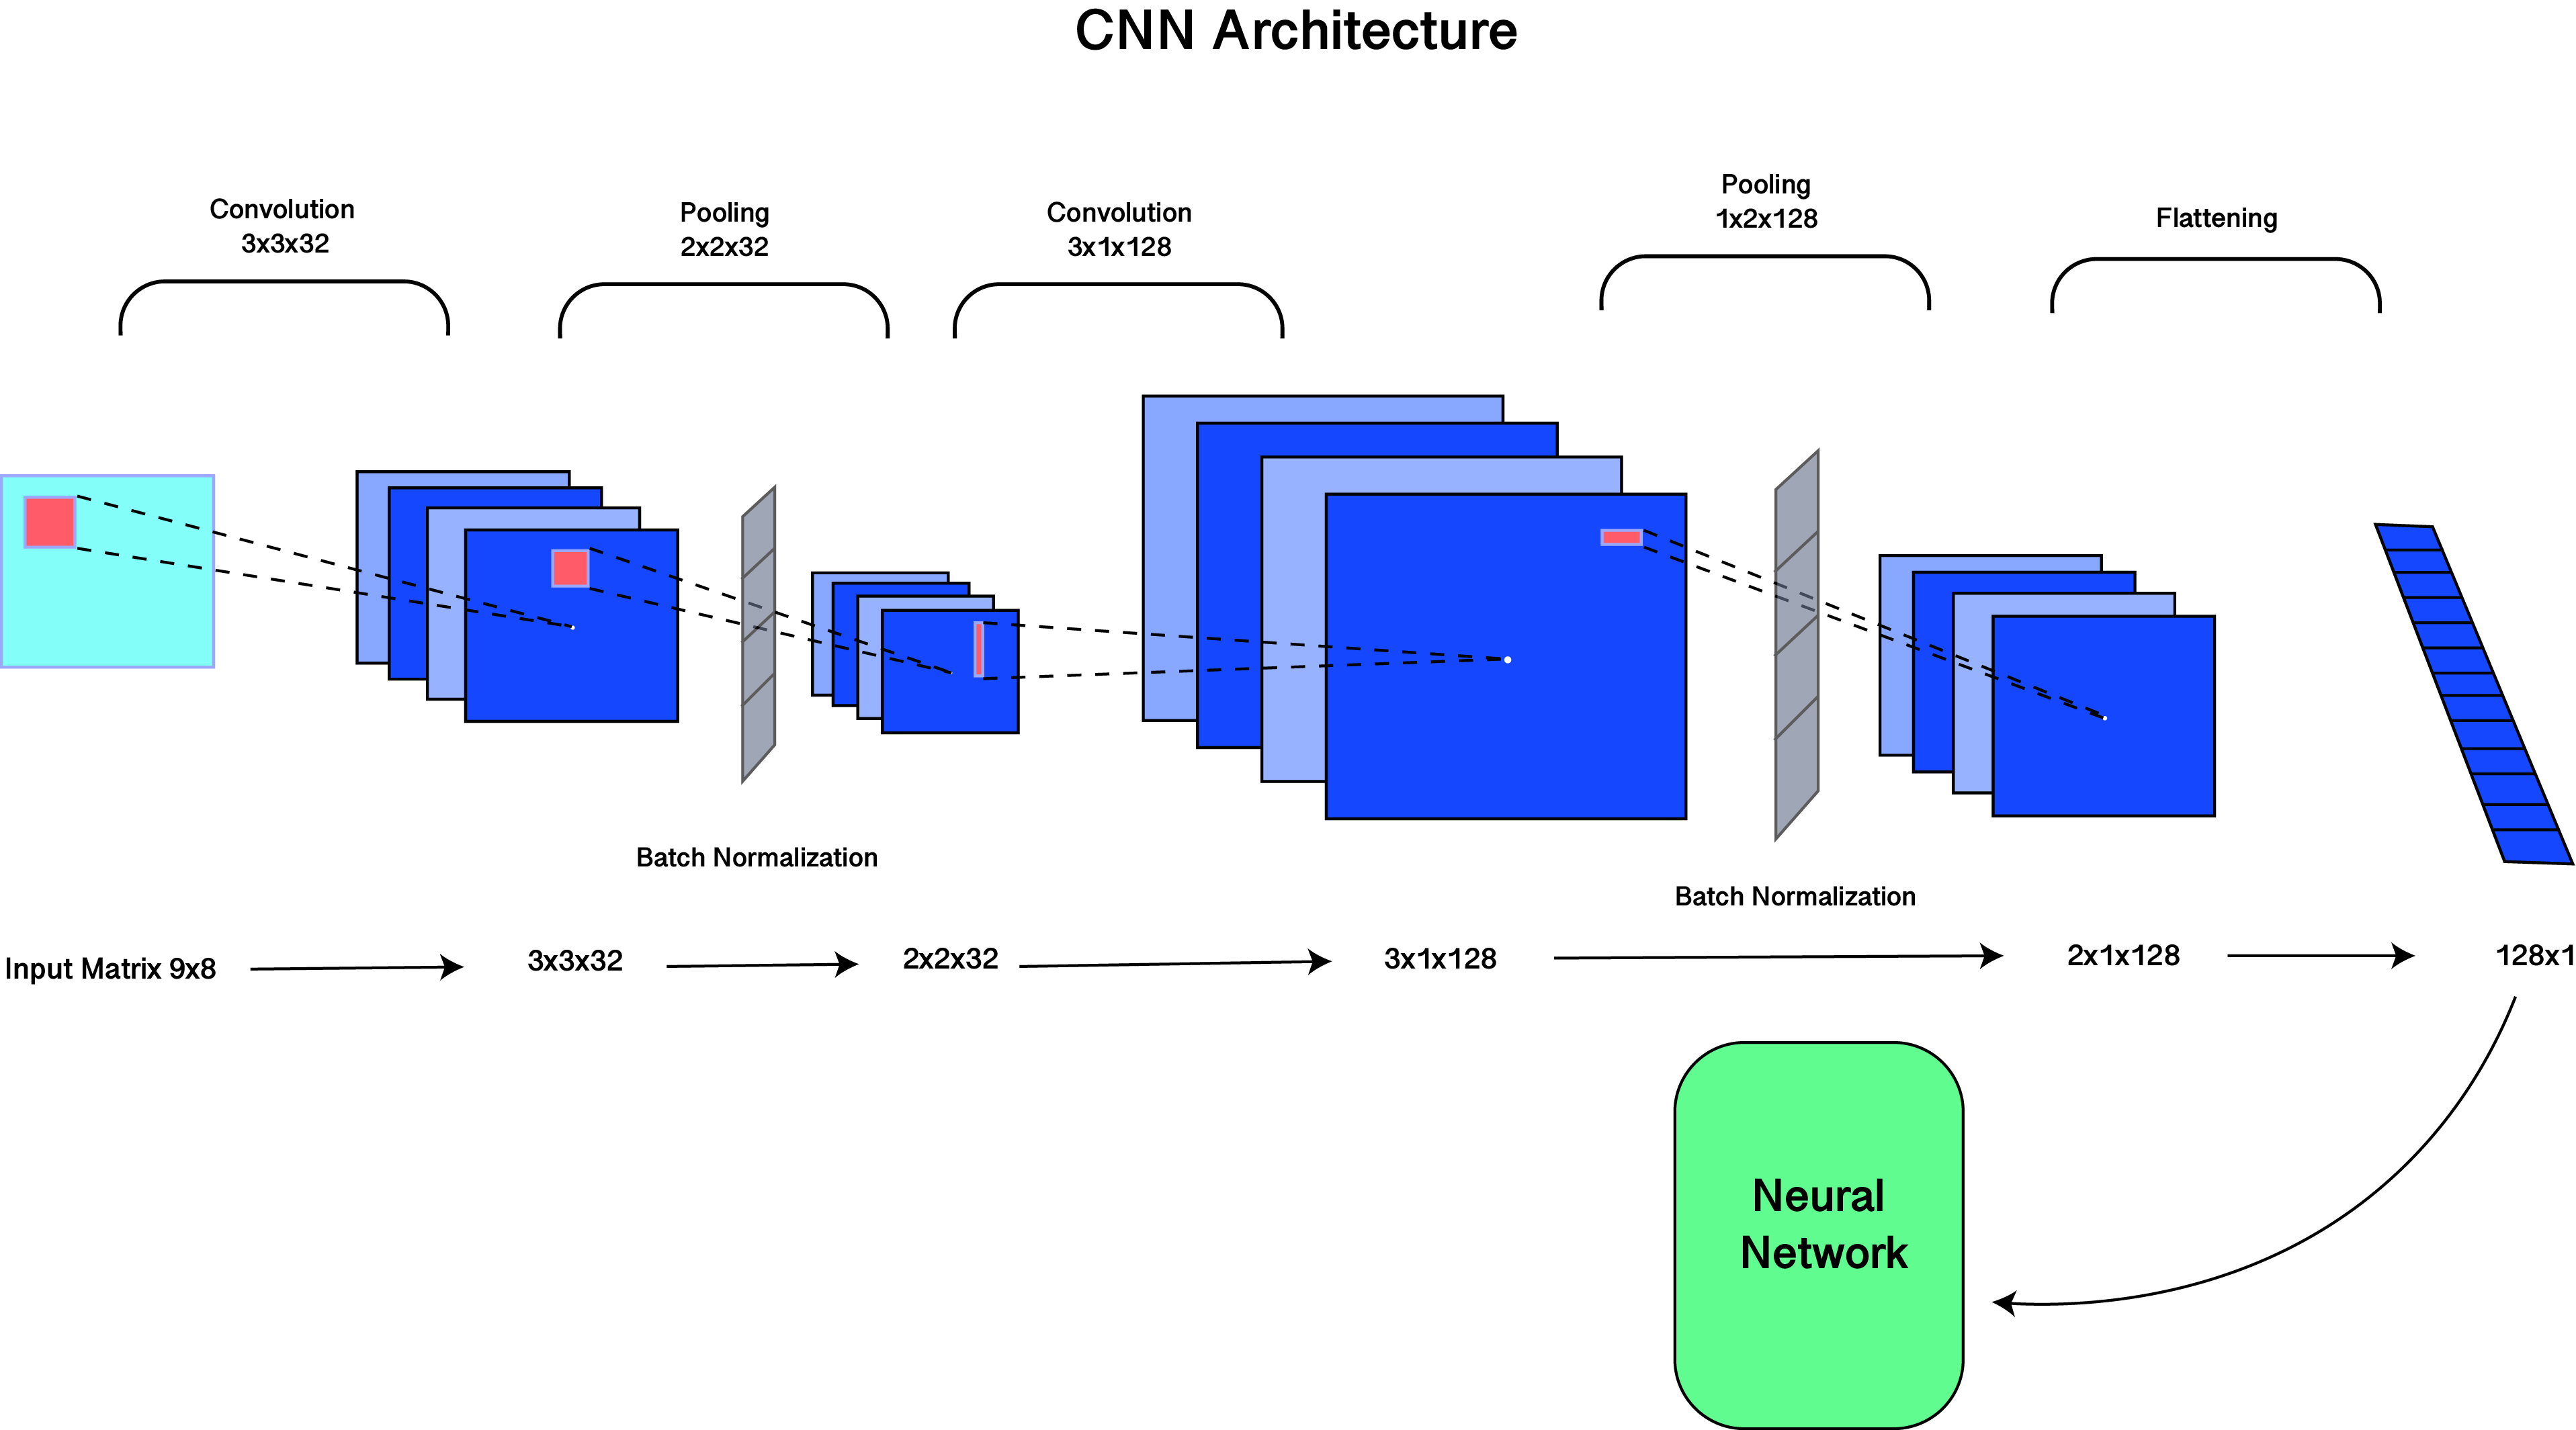 CNN Architecture
Convolution
3x3x32
Pooling
2x2x32
Convolution
3x1x128
Pooling
1x2x128
Flattening
Batch Normalization
Batch Normalization
Input Matrix 9x8
3x3x32
2x2x32
3x1x128
2x1x128
128x1
Neural
Network